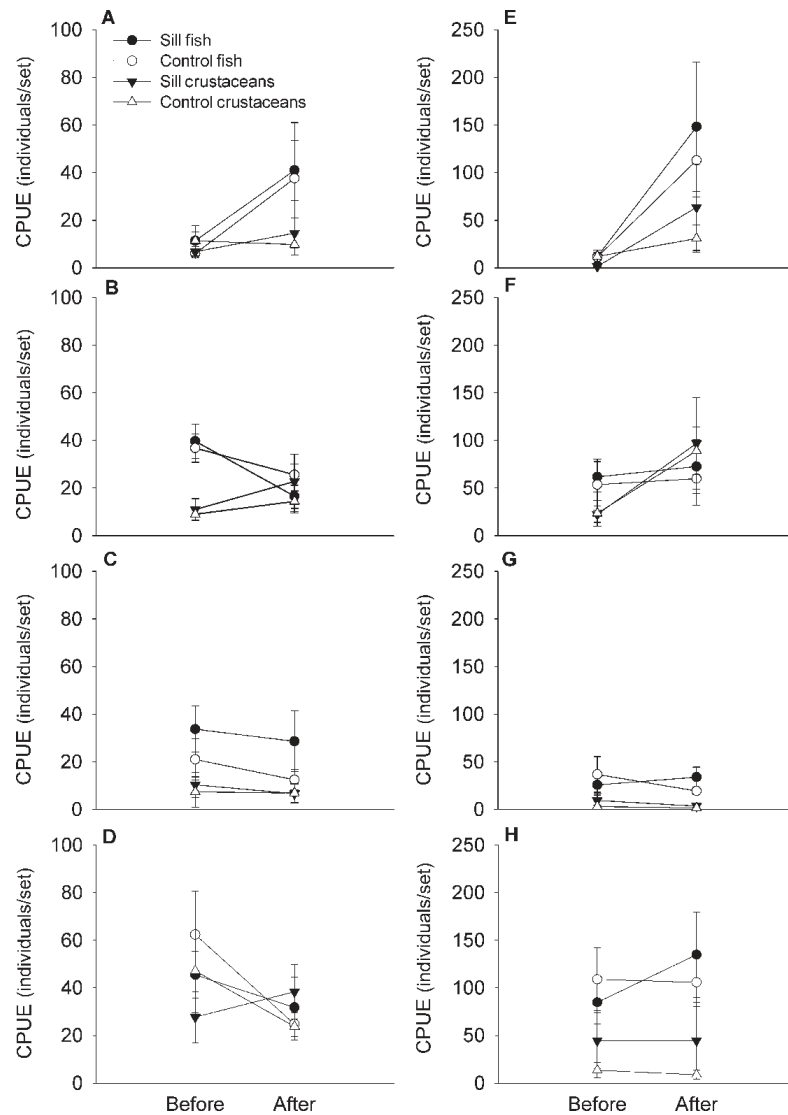 A
100
80
60
40
20
0
CPUE (individuals/set)
Sill fish
Control fish
Sill crustaceans
Control crustaceans
E
250
200
150
100
50
0
CPUE (individuals/set)
B
100
80
60
40
20
0
CPUE (individuals/set)
F
250
200
150
100
50
0
CPUE (individuals/set)
C
100
80
60
40
20
0
CPUE (individuals/set)
G
250
200
150
100
50
0
CPUE (individuals/set)
D
100
80
60
40
20
0
CPUE (individuals/set)
Before After
H
250
200
150
100
50
0
CPUE (individuals/set)
Before After